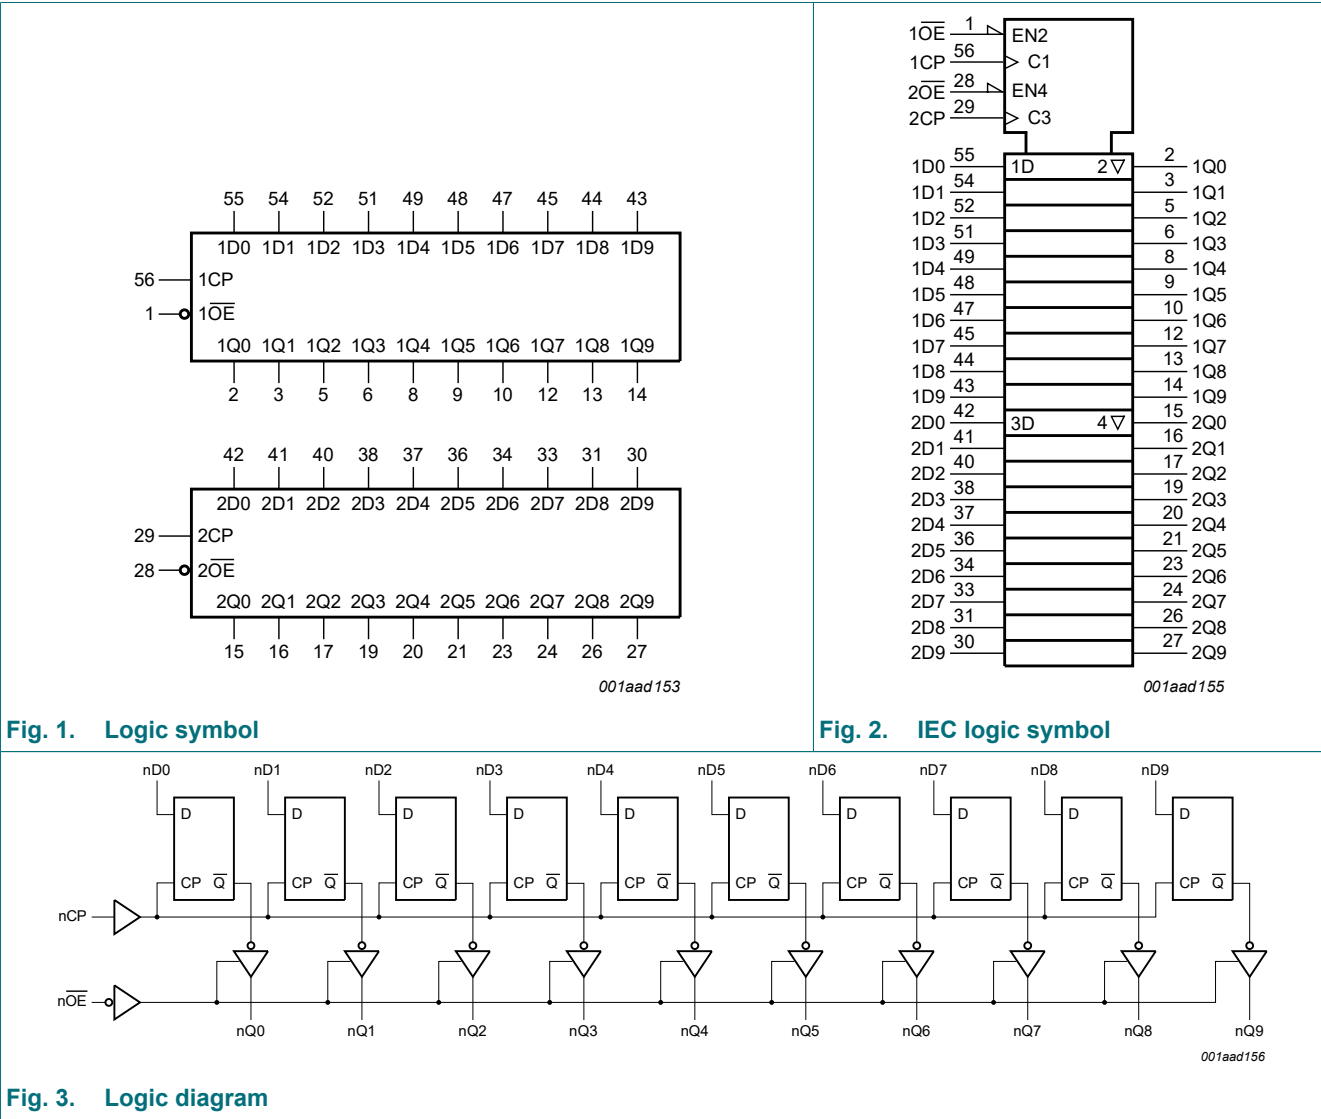 55 54 52 51 49 48 47 45 44 43
1D0 1D1 1D2 1D3 1D4 1D5 1D6 1D7 1D8 1D9
56 1CP
1 1O̅E̅
1Q0 1Q1 1Q2 1Q3 1Q4 1Q5 1Q6 1Q7 1Q8 1Q9
2 3 5 6 8 9 10 12 13 14
42 41 40 38 37 36 34 33 31 30
2D0 2D1 2D2 2D3 2D4 2D5 2D6 2D7 2D8 2D9
29 2CP
28 2O̅E̅
2Q0 2Q1 2Q2 2Q3 2Q4 2Q5 2Q6 2Q7 2Q8 2Q9
15 16 17 19 20 21 23 24 26 27
001aad153
Fig. 1. Logic symbol
1O̅E̅ 1 EN2
1CP 56 C1
2O̅E̅ 28 EN4
2CP 29 C3
1D0 55 1D 2▽ 2 1Q0
1D1 54 3 1Q1
1D2 52 5 1Q2
1D3 51 6 1Q3
1D4 49 8 1Q4
1D5 48 9 1Q5
1D6 47 10 1Q6
1D7 45 12 1Q7
1D8 44 13 1Q8
1D9 43 14 1Q9
2D0 42 3D 4▽ 15 2Q0
2D1 41 16 2Q1
2D2 40 17 2Q2
2D3 38 19 2Q3
2D4 37 20 2Q4
2D5 36 21 2Q5
2D6 34 23 2Q6
2D7 33 24 2Q7
2D8 31 26 2Q8
2D9 30 27 2Q9
001aad155
Fig. 2. IEC logic symbol
nD0 nD1 nD2 nD3 nD4 nD5 nD6 nD7 nD8 nD9
D D D D D D D D D D
CP Q̅ CP Q̅ CP Q̅ CP Q̅ CP Q̅ CP Q̅ CP Q̅ CP Q̅ CP Q̅ CP Q̅
nCP
nO̅E̅
nQ0 nQ1 nQ2 nQ3 nQ4 nQ5 nQ6 nQ7 nQ8 nQ9
001aad156
Fig. 3. Logic diagram